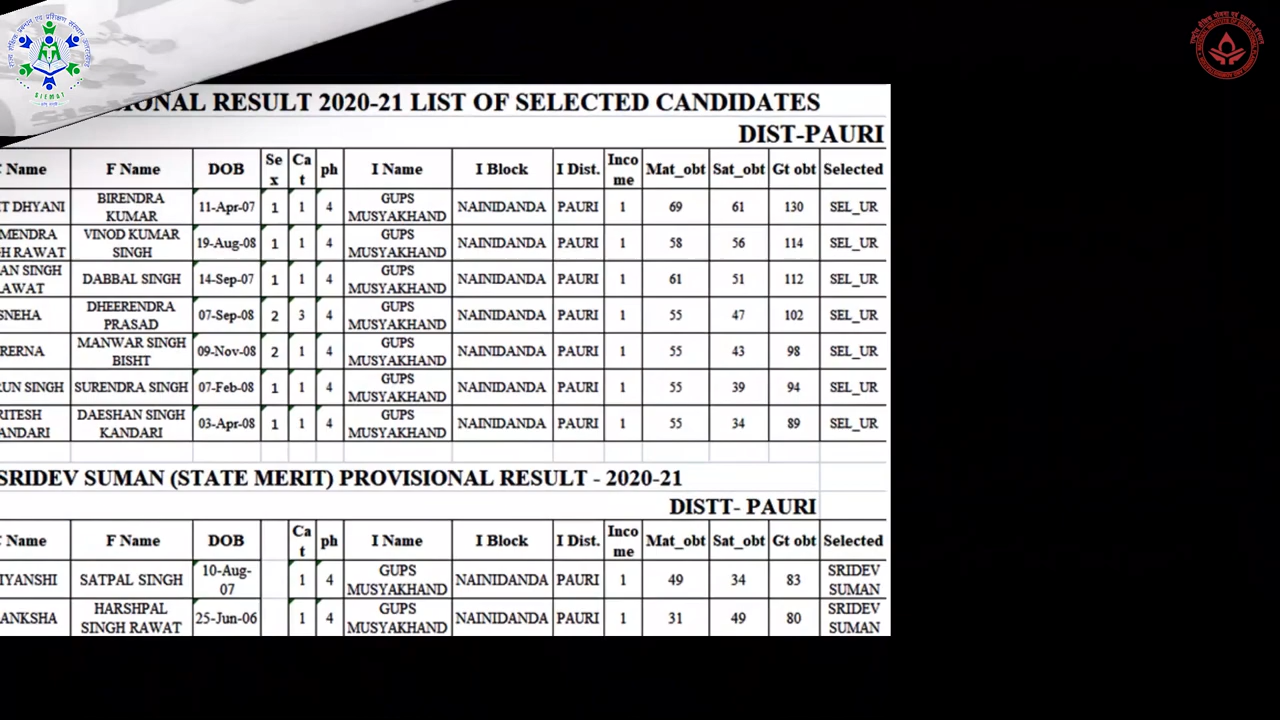 IONAL RESULT 2020-21 LIST OF SELECTED CANDIDATES
DIST-PAURI
Name F Name DOB Sex Cat ph I Name I Block I Dist. Income Mat_obt Sat_obt Gt obt Selected
T DHYANI BIRENDRA KUMAR 11-Apr-07 1 1 4 GUPS MUSYAKHAND NAINIDANDA PAURI 1 69 61 130 SEL_UR
MENDRA H RAWAT VINOD KUMAR SINGH 19-Aug-08 1 1 4 GUPS MUSYAKHAND NAINIDANDA PAURI 1 58 56 114 SEL_UR
AN SINGH AWAT DABBAL SINGH 14-Sep-07 1 1 4 GUPS MUSYAKHAND NAINIDANDA PAURI 1 61 51 112 SEL_UR
SNEHA DHEERENDRA PRASAD 07-Sep-08 2 3 4 GUPS MUSYAKHAND NAINIDANDA PAURI 1 55 47 102 SEL_UR
RERNA MANWAR SINGH BISHT 09-Nov-08 2 1 4 GUPS MUSYAKHAND NAINIDANDA PAURI 1 55 43 98 SEL_UR
UN SINGH SURENDRA SINGH 07-Feb-08 1 1 4 GUPS MUSYAKHAND NAINIDANDA PAURI 1 55 39 94 SEL_UR
RITESH ANDARI DAESHAN SINGH KANDARI 03-Apr-08 1 1 4 GUPS MUSYAKHAND NAINIDANDA PAURI 1 55 34 89 SEL_UR
SRIDEV SUMAN (STATE MERIT) PROVISIONAL RESULT - 2020-21
DISTT- PAURI
Name F Name DOB Cat ph I Name I Block I Dist. Income Mat_obt Sat_obt Gt obt Selected
IYANSHI SATPAL SINGH 10-Aug-07 1 4 GUPS MUSYAKHAND NAINIDANDA PAURI 1 49 34 83 SRIDEV SUMAN
ANKSHA HARSHPAL SINGH RAWAT 25-Jun-06 1 4 GUPS MUSYAKHAND NAINIDANDA PAURI 1 31 49 80 SRIDEV SUMAN
SIEMAT